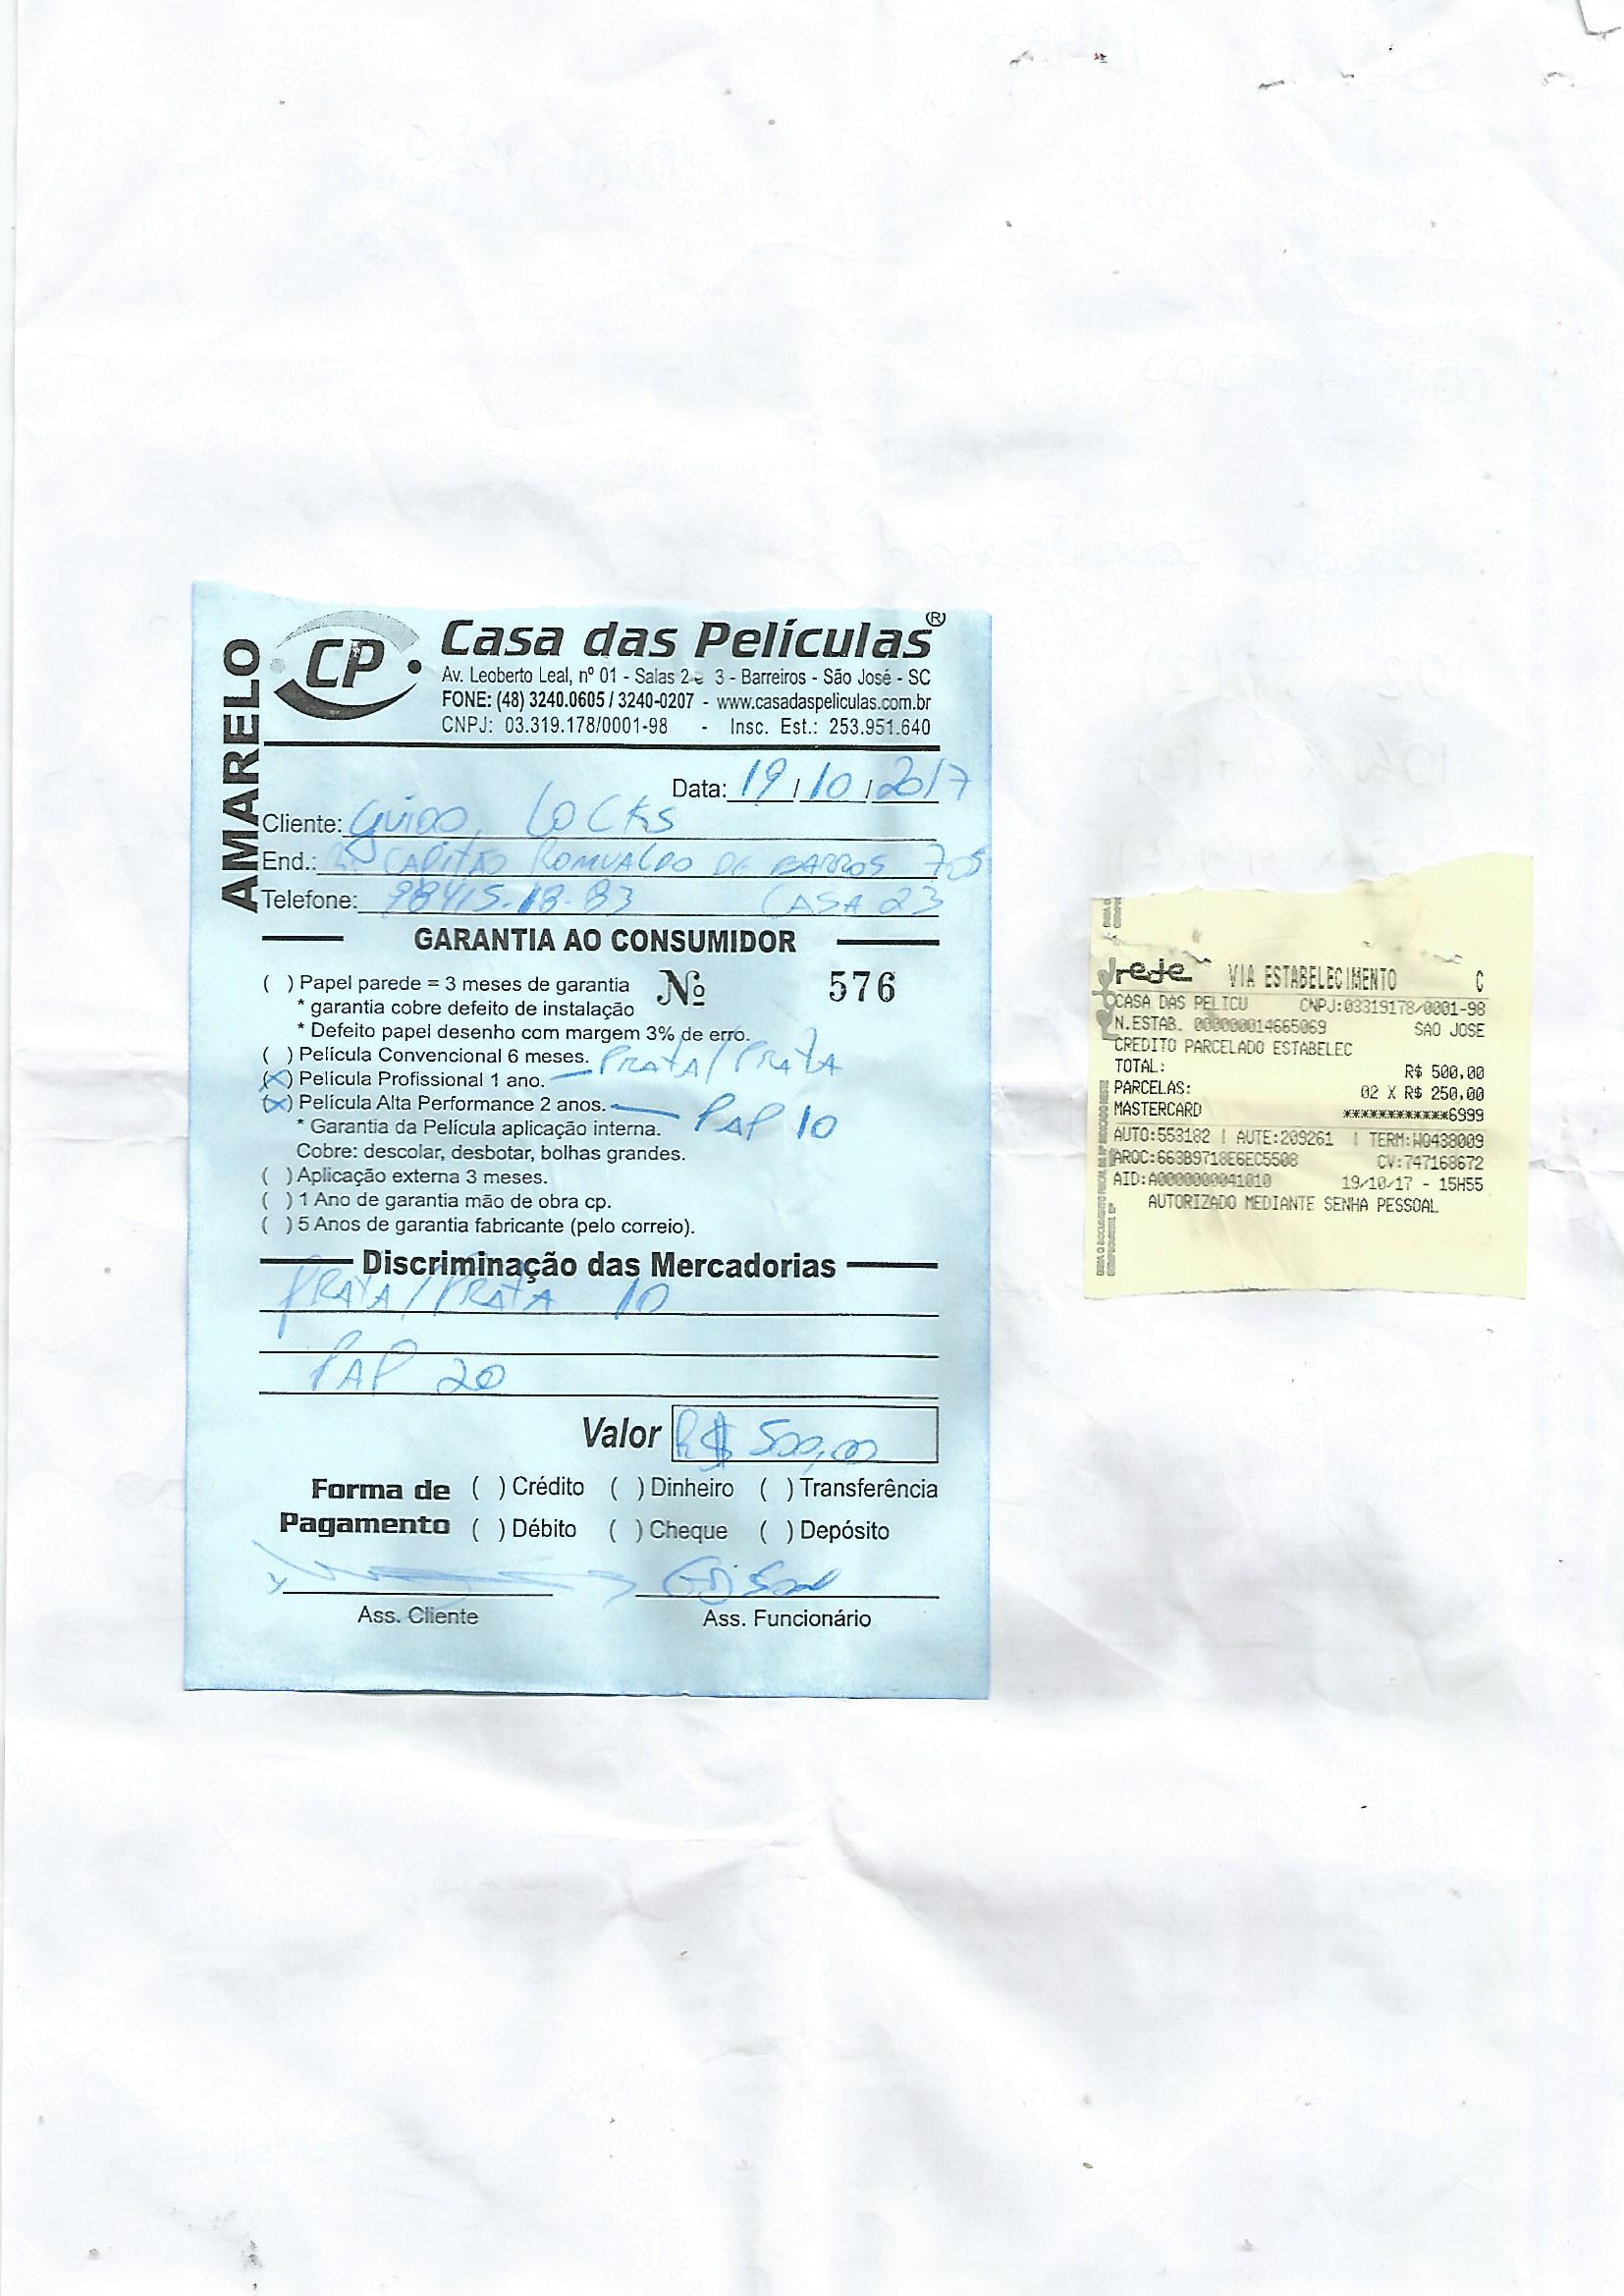 AMARELO
CP
Casa das Películas®
Av. Leoberto Leal, nº 01 - Salas 2 e 3 - Barreiros - São José - SC
FONE: (48) 3240.0605 / 3240-0207 - www.casadaspeliculas.com.br
CNPJ: 03.319.178/0001-98 - Insc. Est.: 253.951.640
Data: 19 / 10 / 2017
Cliente: Guido LOCKS
End.: R. CAPITÃO ROMUALDO DE BARROS 705
Telefone: 98415-18-83 CASA 23
GARANTIA AO CONSUMIDOR
( ) Papel parede = 3 meses de garantia Nº 576
* garantia cobre defeito de instalação
* Defeito papel desenho com margem 3% de erro.
( ) Película Convencional 6 meses. PRATA/PRATA
(X) Película Profissional 1 ano.
(X) Película Alta Performance 2 anos. PAP 10
* Garantia da Película aplicação interna.
Cobre: descolar, desbotar, bolhas grandes.
( ) Aplicação externa 3 meses.
( ) 1 Ano de garantia mão de obra cp.
( ) 5 Anos de garantia fabricante (pelo correio).
Discriminação das Mercadorias
PRATA/PRATA 10
PAP 20
Valor R$ 500,00
Forma de Pagamento
( ) Crédito ( ) Dinheiro ( ) Transferência
( ) Débito ( ) Cheque ( ) Depósito
Edison
Ass. Cliente Ass. Funcionário
rede VIA ESTABELECIMENTO C
CASA DAS PELICU CNPJ:03319178/0001-98
N.ESTAB. 000000014665069 SAO JOSE
CREDITO PARCELADO ESTABELEC
TOTAL: R$ 500,00
PARCELAS: 02 X R$ 250,00
MASTERCARD ************6999
AUTO:553182 | AUTE:209261 | TERM:W0438009
ARQC:663B9718E6EC5508 CV:747168672
AID:A0000000041010 19/10/17 - 15H55
AUTORIZADO MEDIANTE SENHA PESSOAL